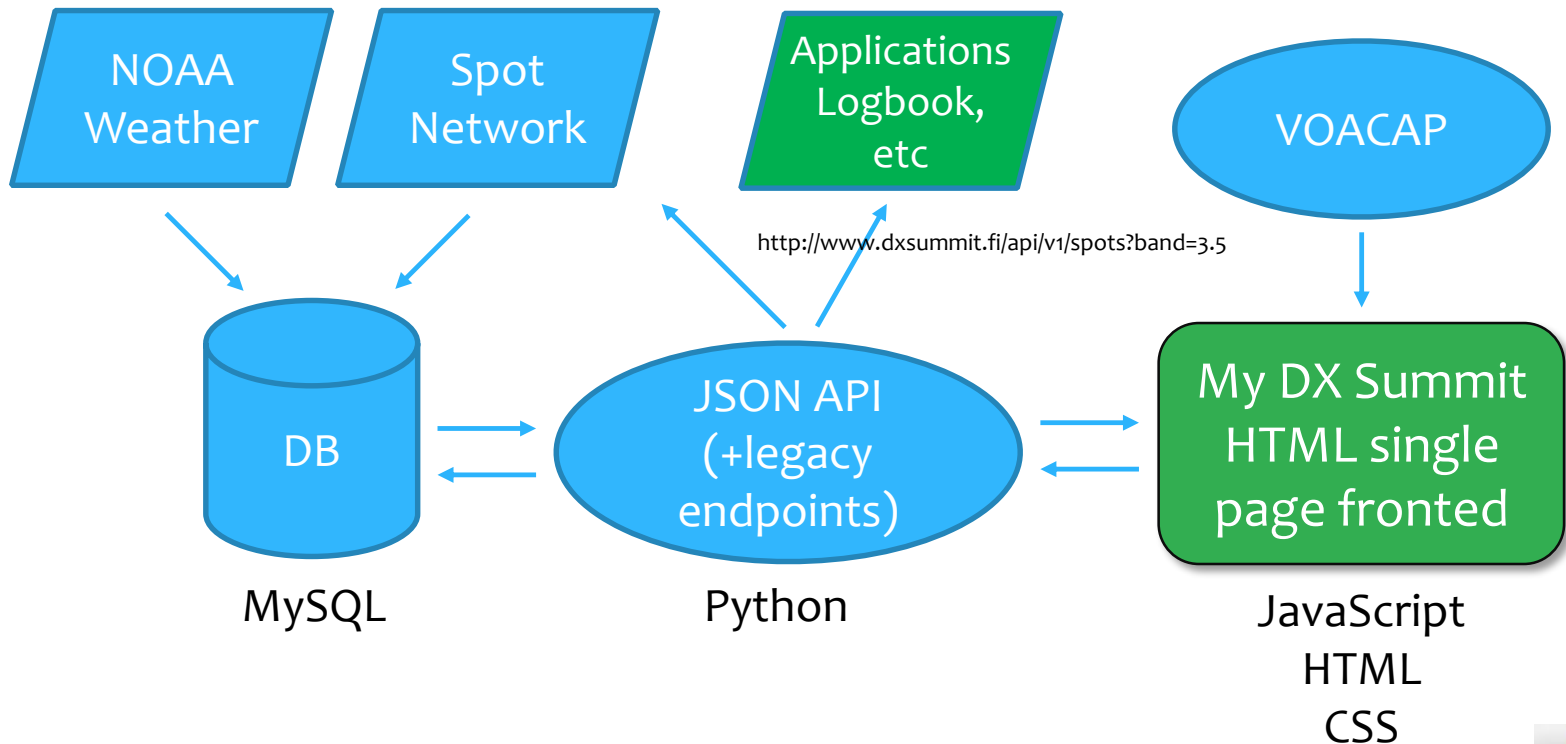 NOAA
Weather
Spot
Network
Applications
Logbook,
etc
VOACAP
http://www.dxsummit.fi/api/v1/spots?band=3.5
DB
JSON API
(+legacy
endpoints)
My DX Summit
HTML single
page fronted
MySQL
Python
JavaScript
HTML
CSS